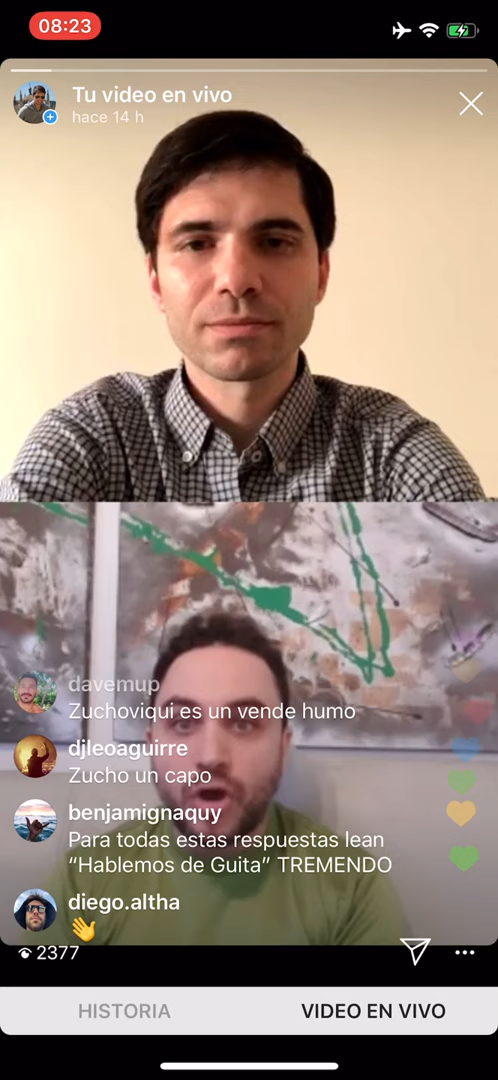 08:23
Tu video en vivo
hace 14 h
davemup
Zuchoviqui es un vende humo
djleoaguirre
Zucho un capo
benjamignaquy
Para todas estas respuestas lean
“Hablemos de Guita” TREMENDO
diego.altha
👋
2377
HISTORIA
VIDEO EN VIVO